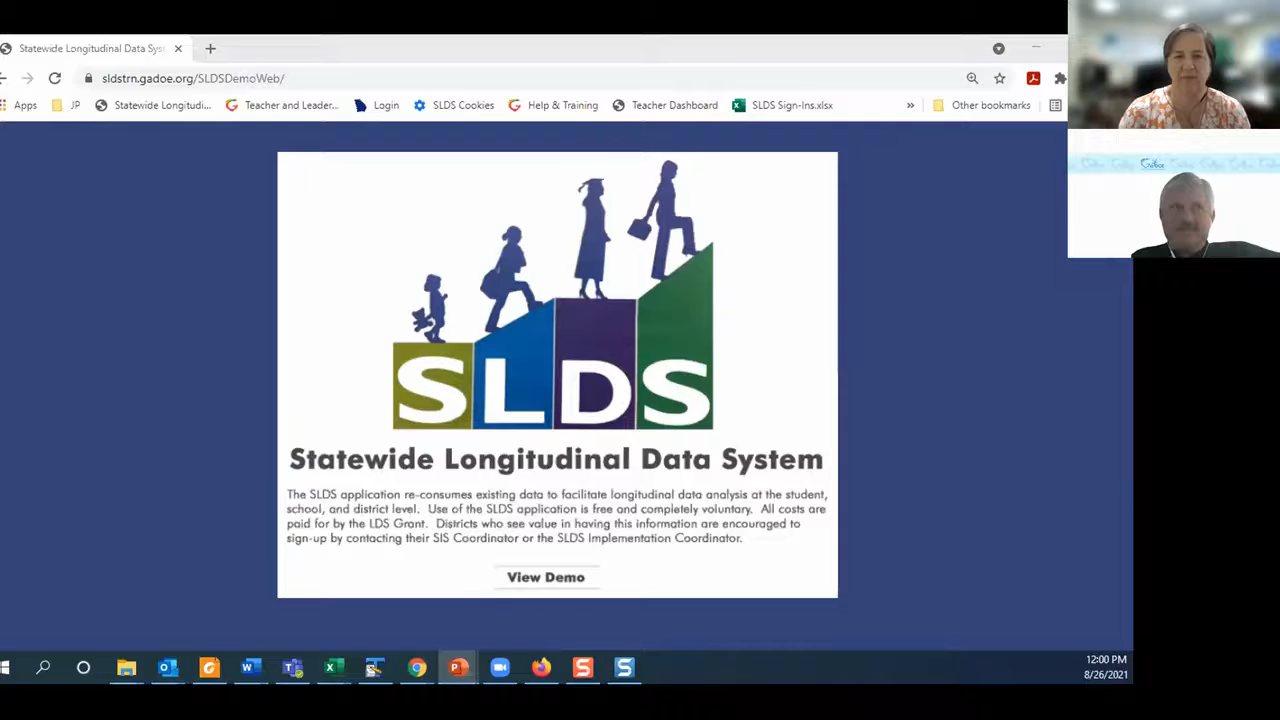 Statewide Longitudinal Data Sys
sldstrn.gadoe.org/SLDSDemoWeb/
Apps JP Statewide Longitudi... Teacher and Leader... Login SLDS Cookies Help & Training Teacher Dashboard SLDS Sign-Ins.xlsx » Other bookmarks
SLDS
Statewide Longitudinal Data System
The SLDS application re-consumes existing data to facilitate longitudinal data analysis at the student,
school, and district level. Use of the SLDS application is free and completely voluntary. All costs are
paid for by the LDS Grant. Districts who see value in having this information are encouraged to
sign-up by contacting their SIS Coordinator or the SLDS Implementation Coordinator.
View Demo
12:00 PM
8/26/2021